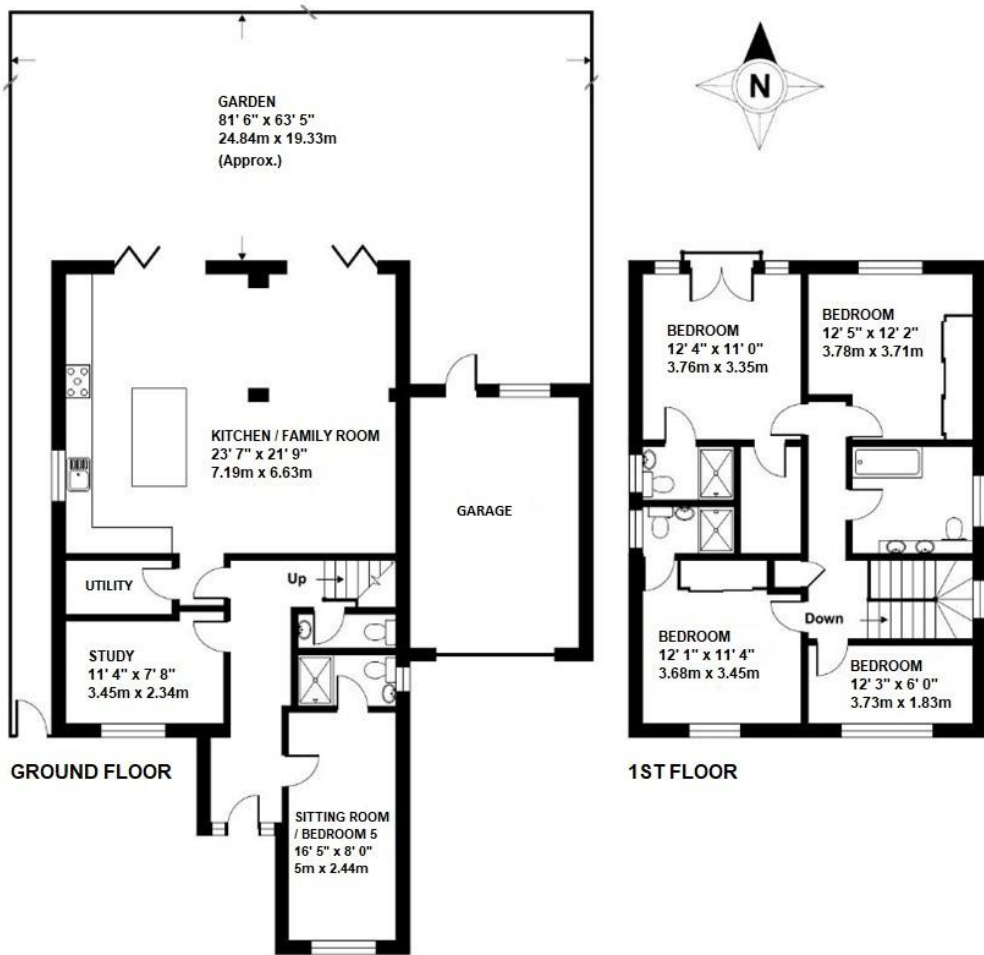 GARDEN
81' 6" x 63' 5"
24.84m x 19.33m
(Approx.)
N
KITCHEN / FAMILY ROOM
23' 7" x 21' 9"
7.19m x 6.63m
GARAGE
UTILITY
Up
STUDY
11' 4" x 7' 8"
3.45m x 2.34m
SITTING ROOM
/ BEDROOM 5
16' 5" x 8' 0"
5m x 2.44m
GROUND FLOOR
BEDROOM
12' 4" x 11' 0"
3.76m x 3.35m
BEDROOM
12' 5" x 12' 2"
3.78m x 3.71m
Down
BEDROOM
12' 1" x 11' 4"
3.68m x 3.45m
BEDROOM
12' 3" x 6' 0"
3.73m x 1.83m
1ST FLOOR